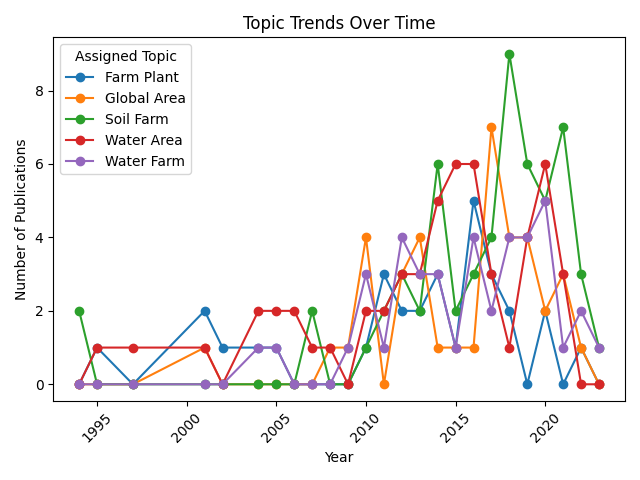 Topic Trends Over Time
Assigned Topic
Farm Plant
Global Area
Soil Farm
Water Area
Water Farm
Number of Publications
8
6
4
2
0
1995
2000
2005
2010
2015
2020
Year